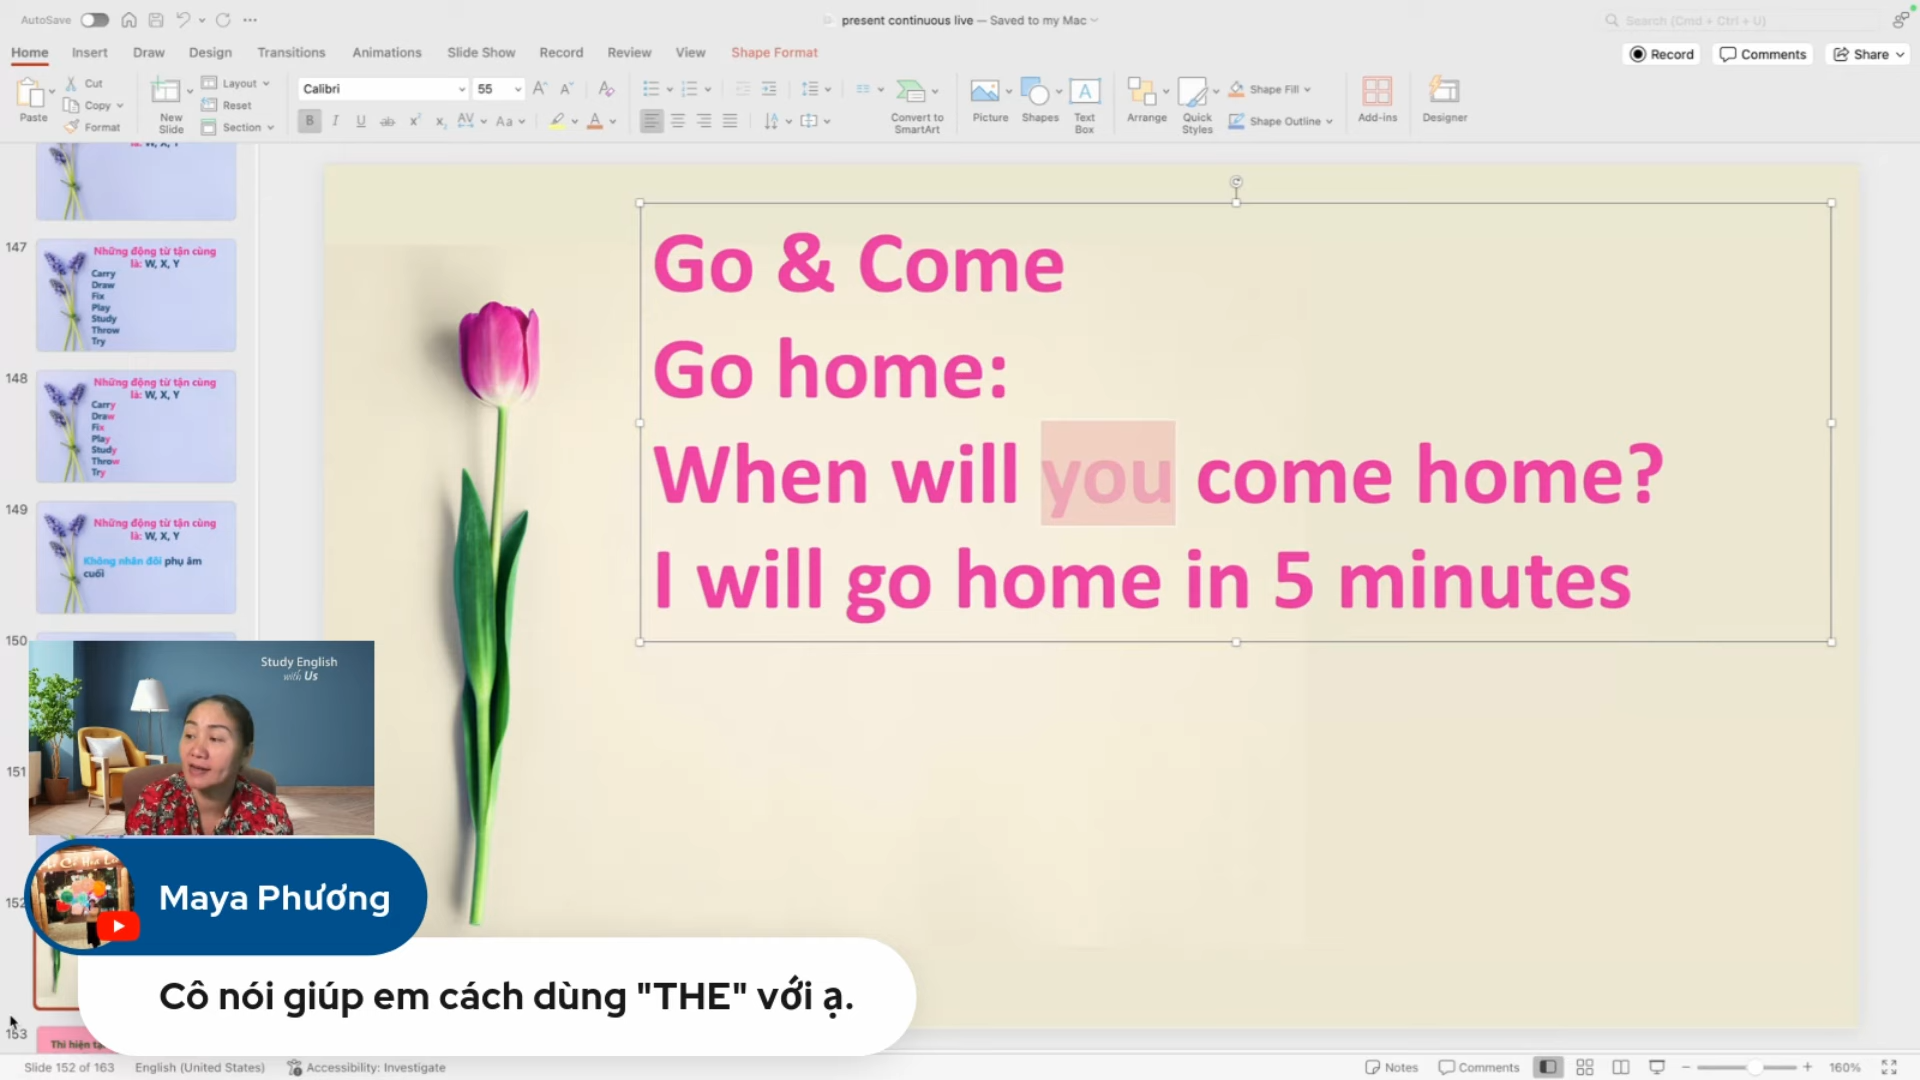 AutoSave
present continuous live — Saved to my Mac
Search (Cmd + Ctrl + U)
Home
Insert
Draw
Design
Transitions
Animations
Slide Show
Record
Review
View
Shape Format
Record
Comments
Share
Paste
Cut
Copy
Format
New Slide
Layout
Reset
Section
Calibri
55
Convert to SmartArt
Picture
Shapes
Text Box
Arrange
Quick Styles
Shape Fill
Shape Outline
Add-ins
Designer
là: W, X, Y
147
Những động từ tận cùng
là: W, X, Y
Carry
Draw
Fix
Play
Study
Throw
Try
148
Những động từ tận cùng
là: W, X, Y
Carry
Draw
Fix
Play
Study
Throw
Try
149
Những động từ tận cùng
là: W, X, Y
Không nhân đôi phụ âm
cuối
150
151
152
153
Go & Come
Go home:
When will you come home?
I will go home in 5 minutes
Study English
with Us
Maya Phương
Cô nói giúp em cách dùng "THE" với ạ.
Slide 152 of 163
English (United States)
Accessibility: Investigate
Notes
Comments
160%